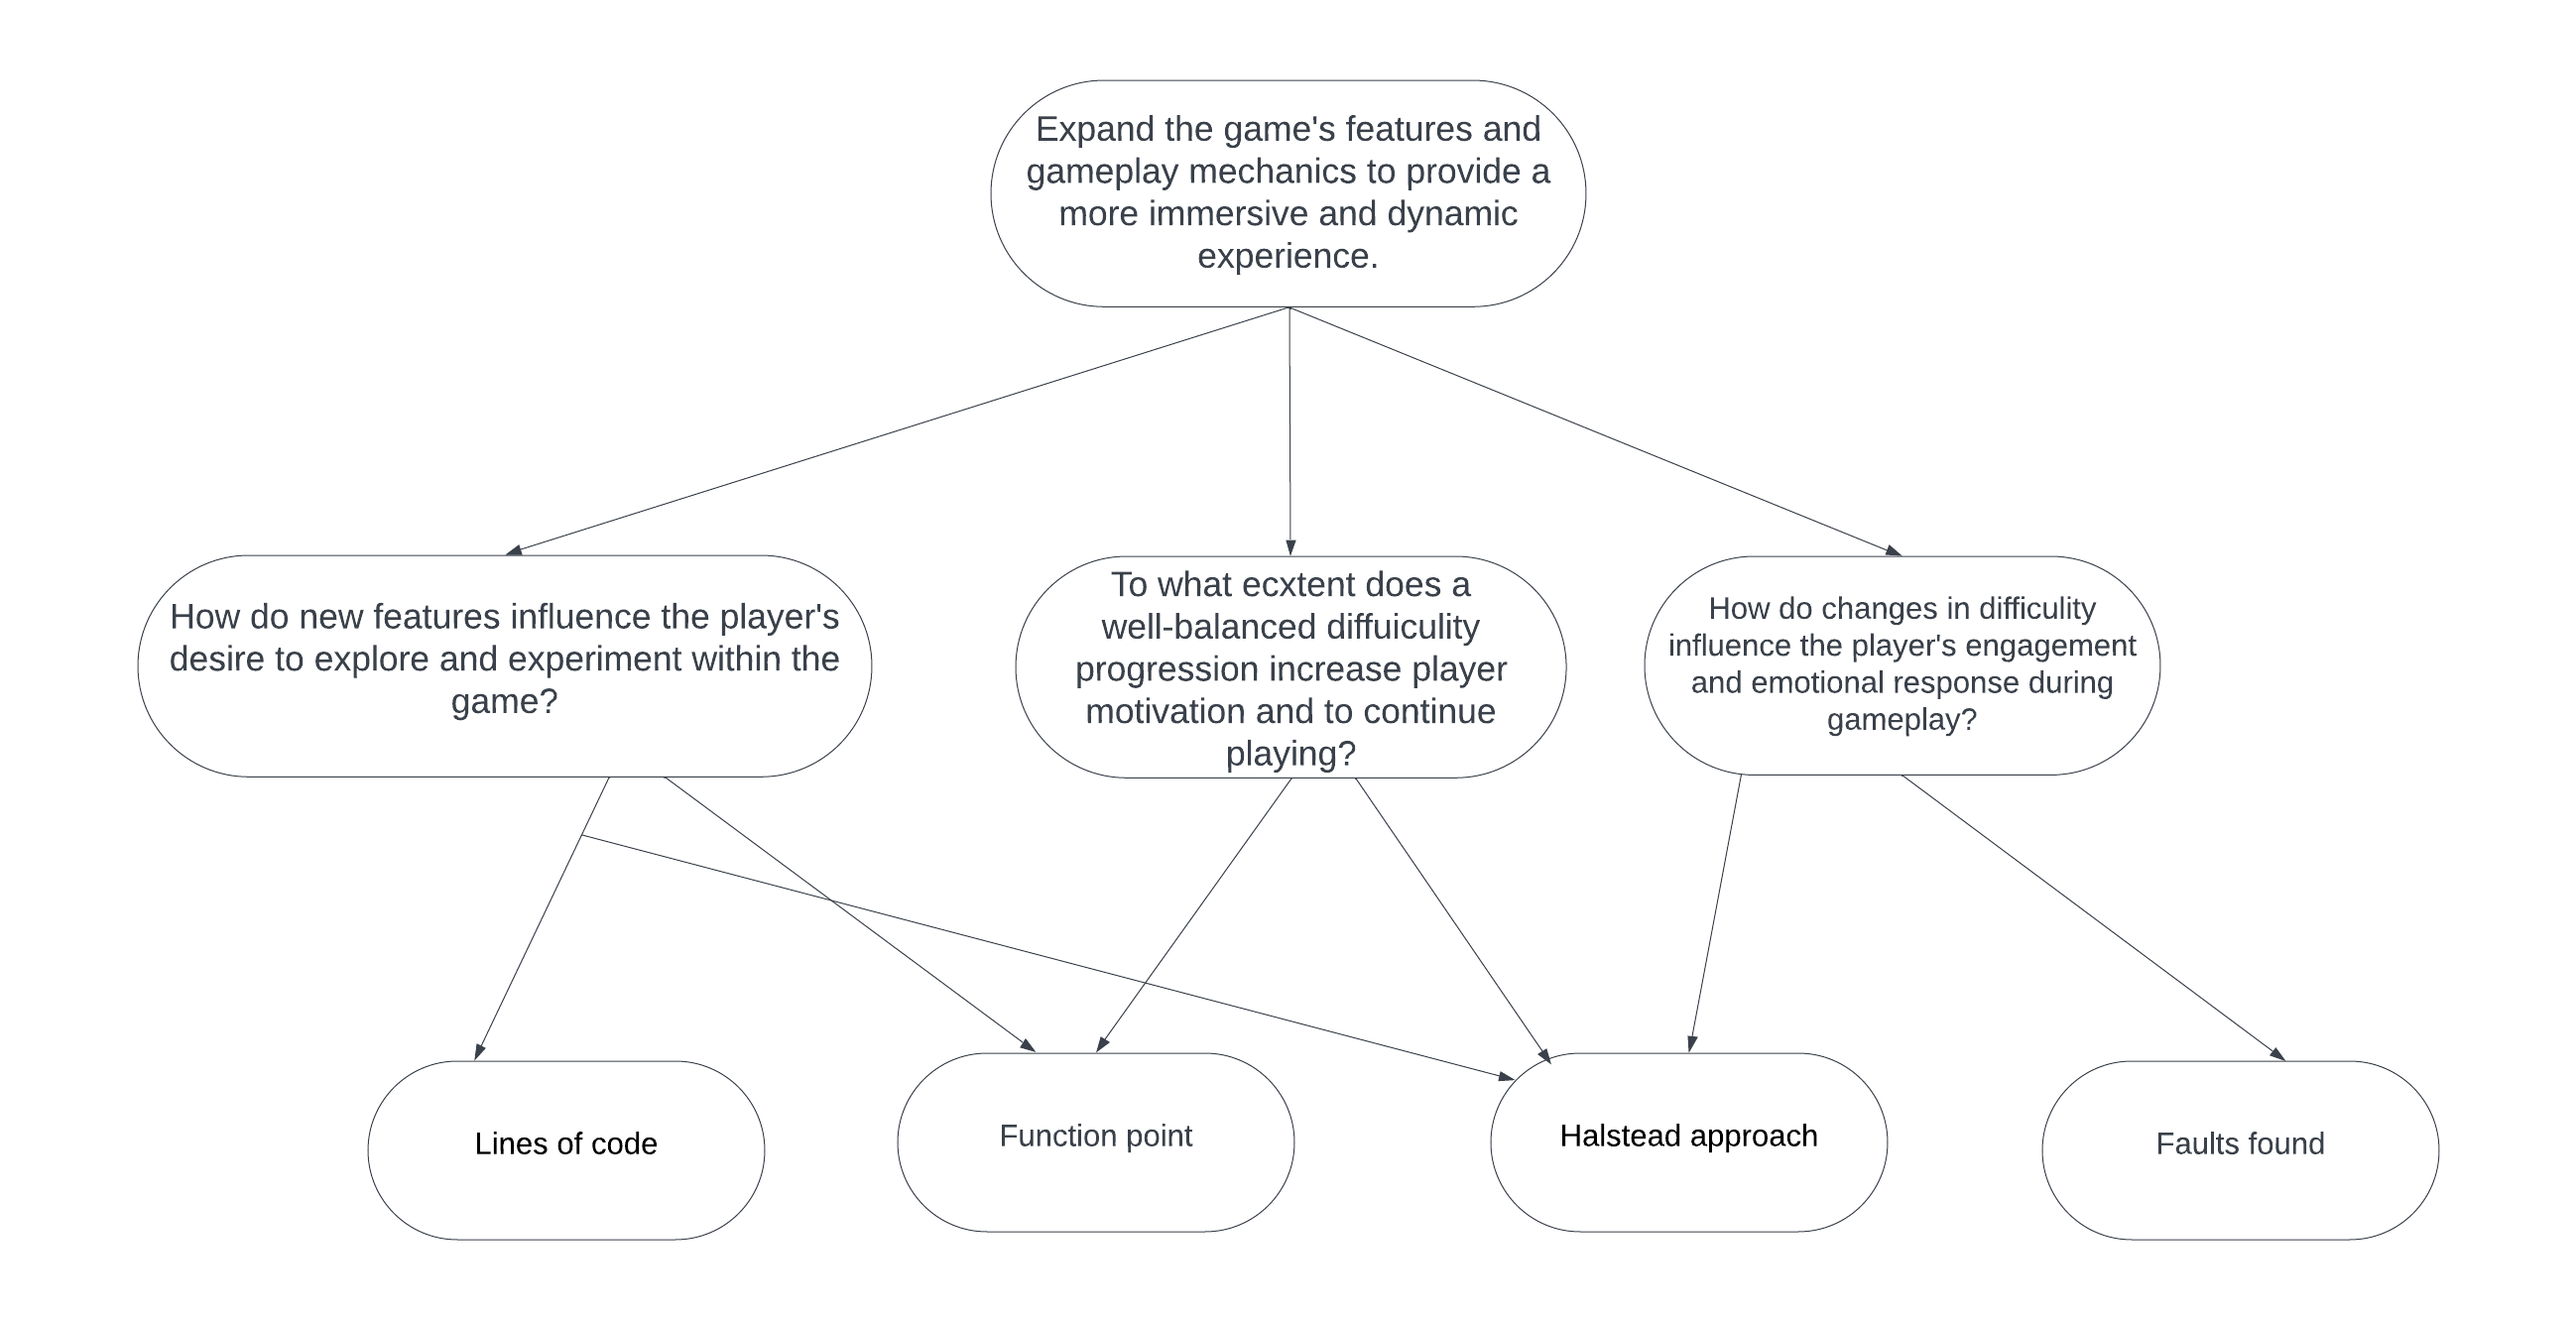 Expand the game's features and
gameplay mechanics to provide a
more immersive and dynamic
experience.
How do new features influence the player's
desire to explore and experiment within the
game?
To what ecxtent does a
well-balanced diffuiculity
progression increase player
motivation and to continue
playing?
How do changes in difficulity
influence the player's engagement
and emotional response during
gameplay?
Lines of code
Function point
Halstead approach
Faults found